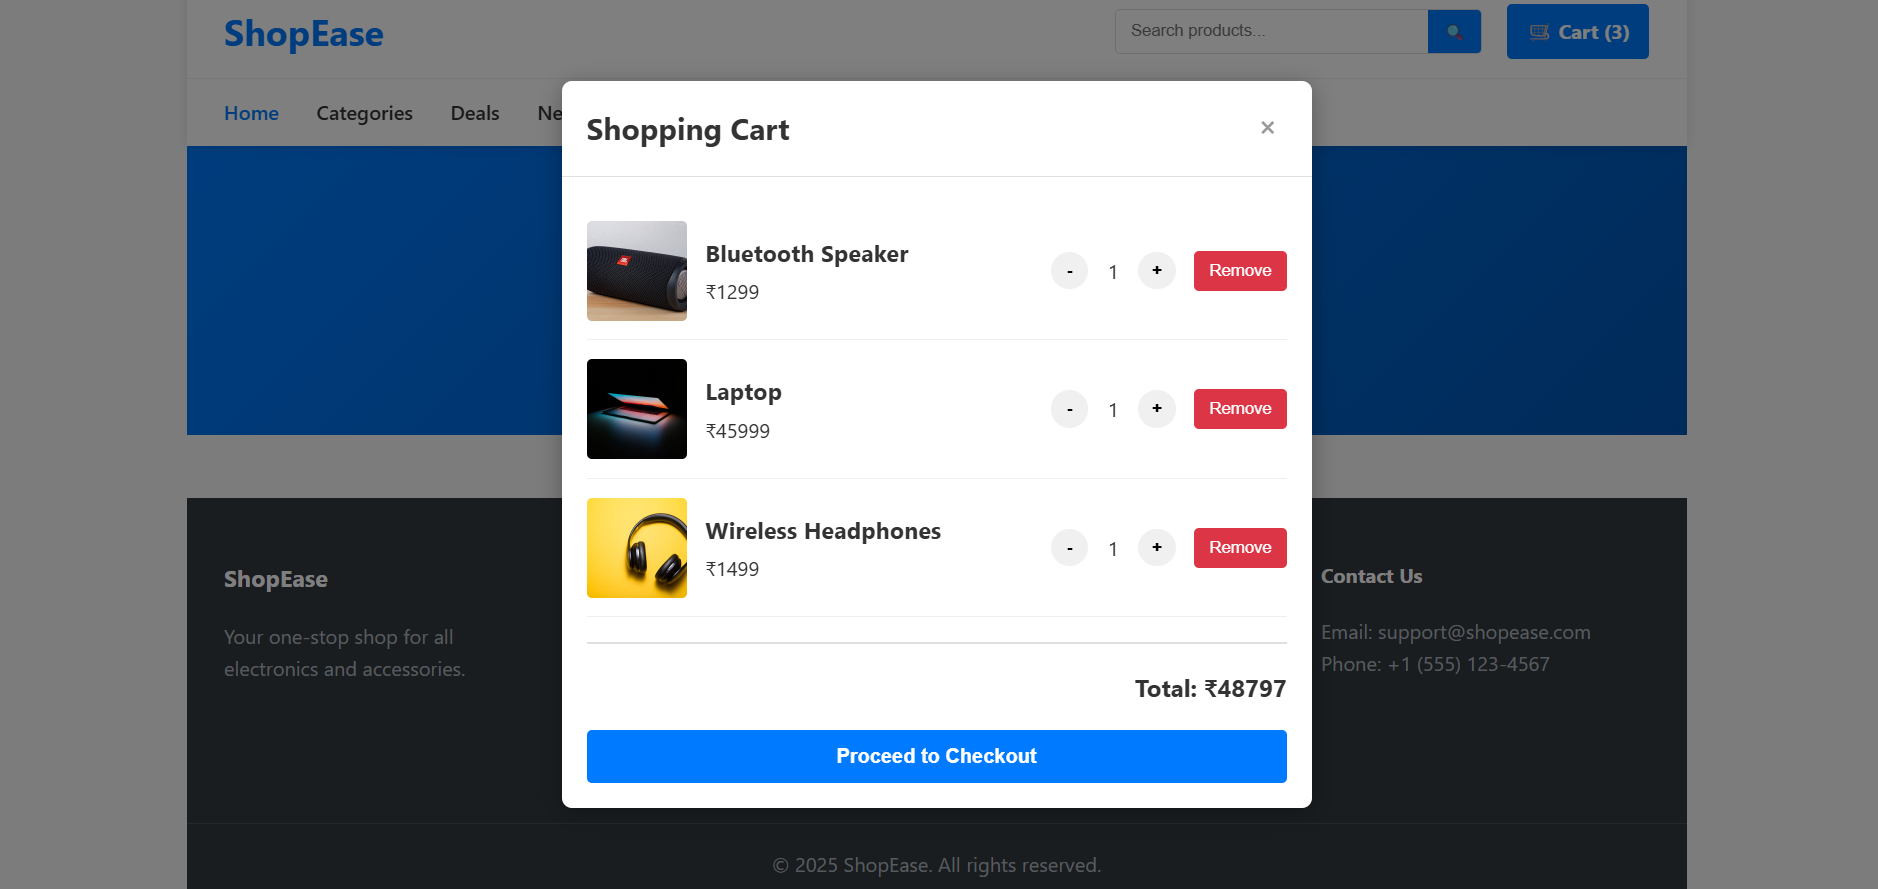 ShopEase
Search products...
Cart (3)
Home
Categories
Deals
Ne
Shopping Cart
×
JBL
Bluetooth Speaker
₹1299
-
1
+
Remove
Laptop
₹45999
-
1
+
Remove
Wireless Headphones
₹1499
-
1
+
Remove
Total: ₹48797
Proceed to Checkout
ShopEase
Your one-stop shop for all
electronics and accessories.
Contact Us
Email: support@shopease.com
Phone: +1 (555) 123-4567
© 2025 ShopEase. All rights reserved.